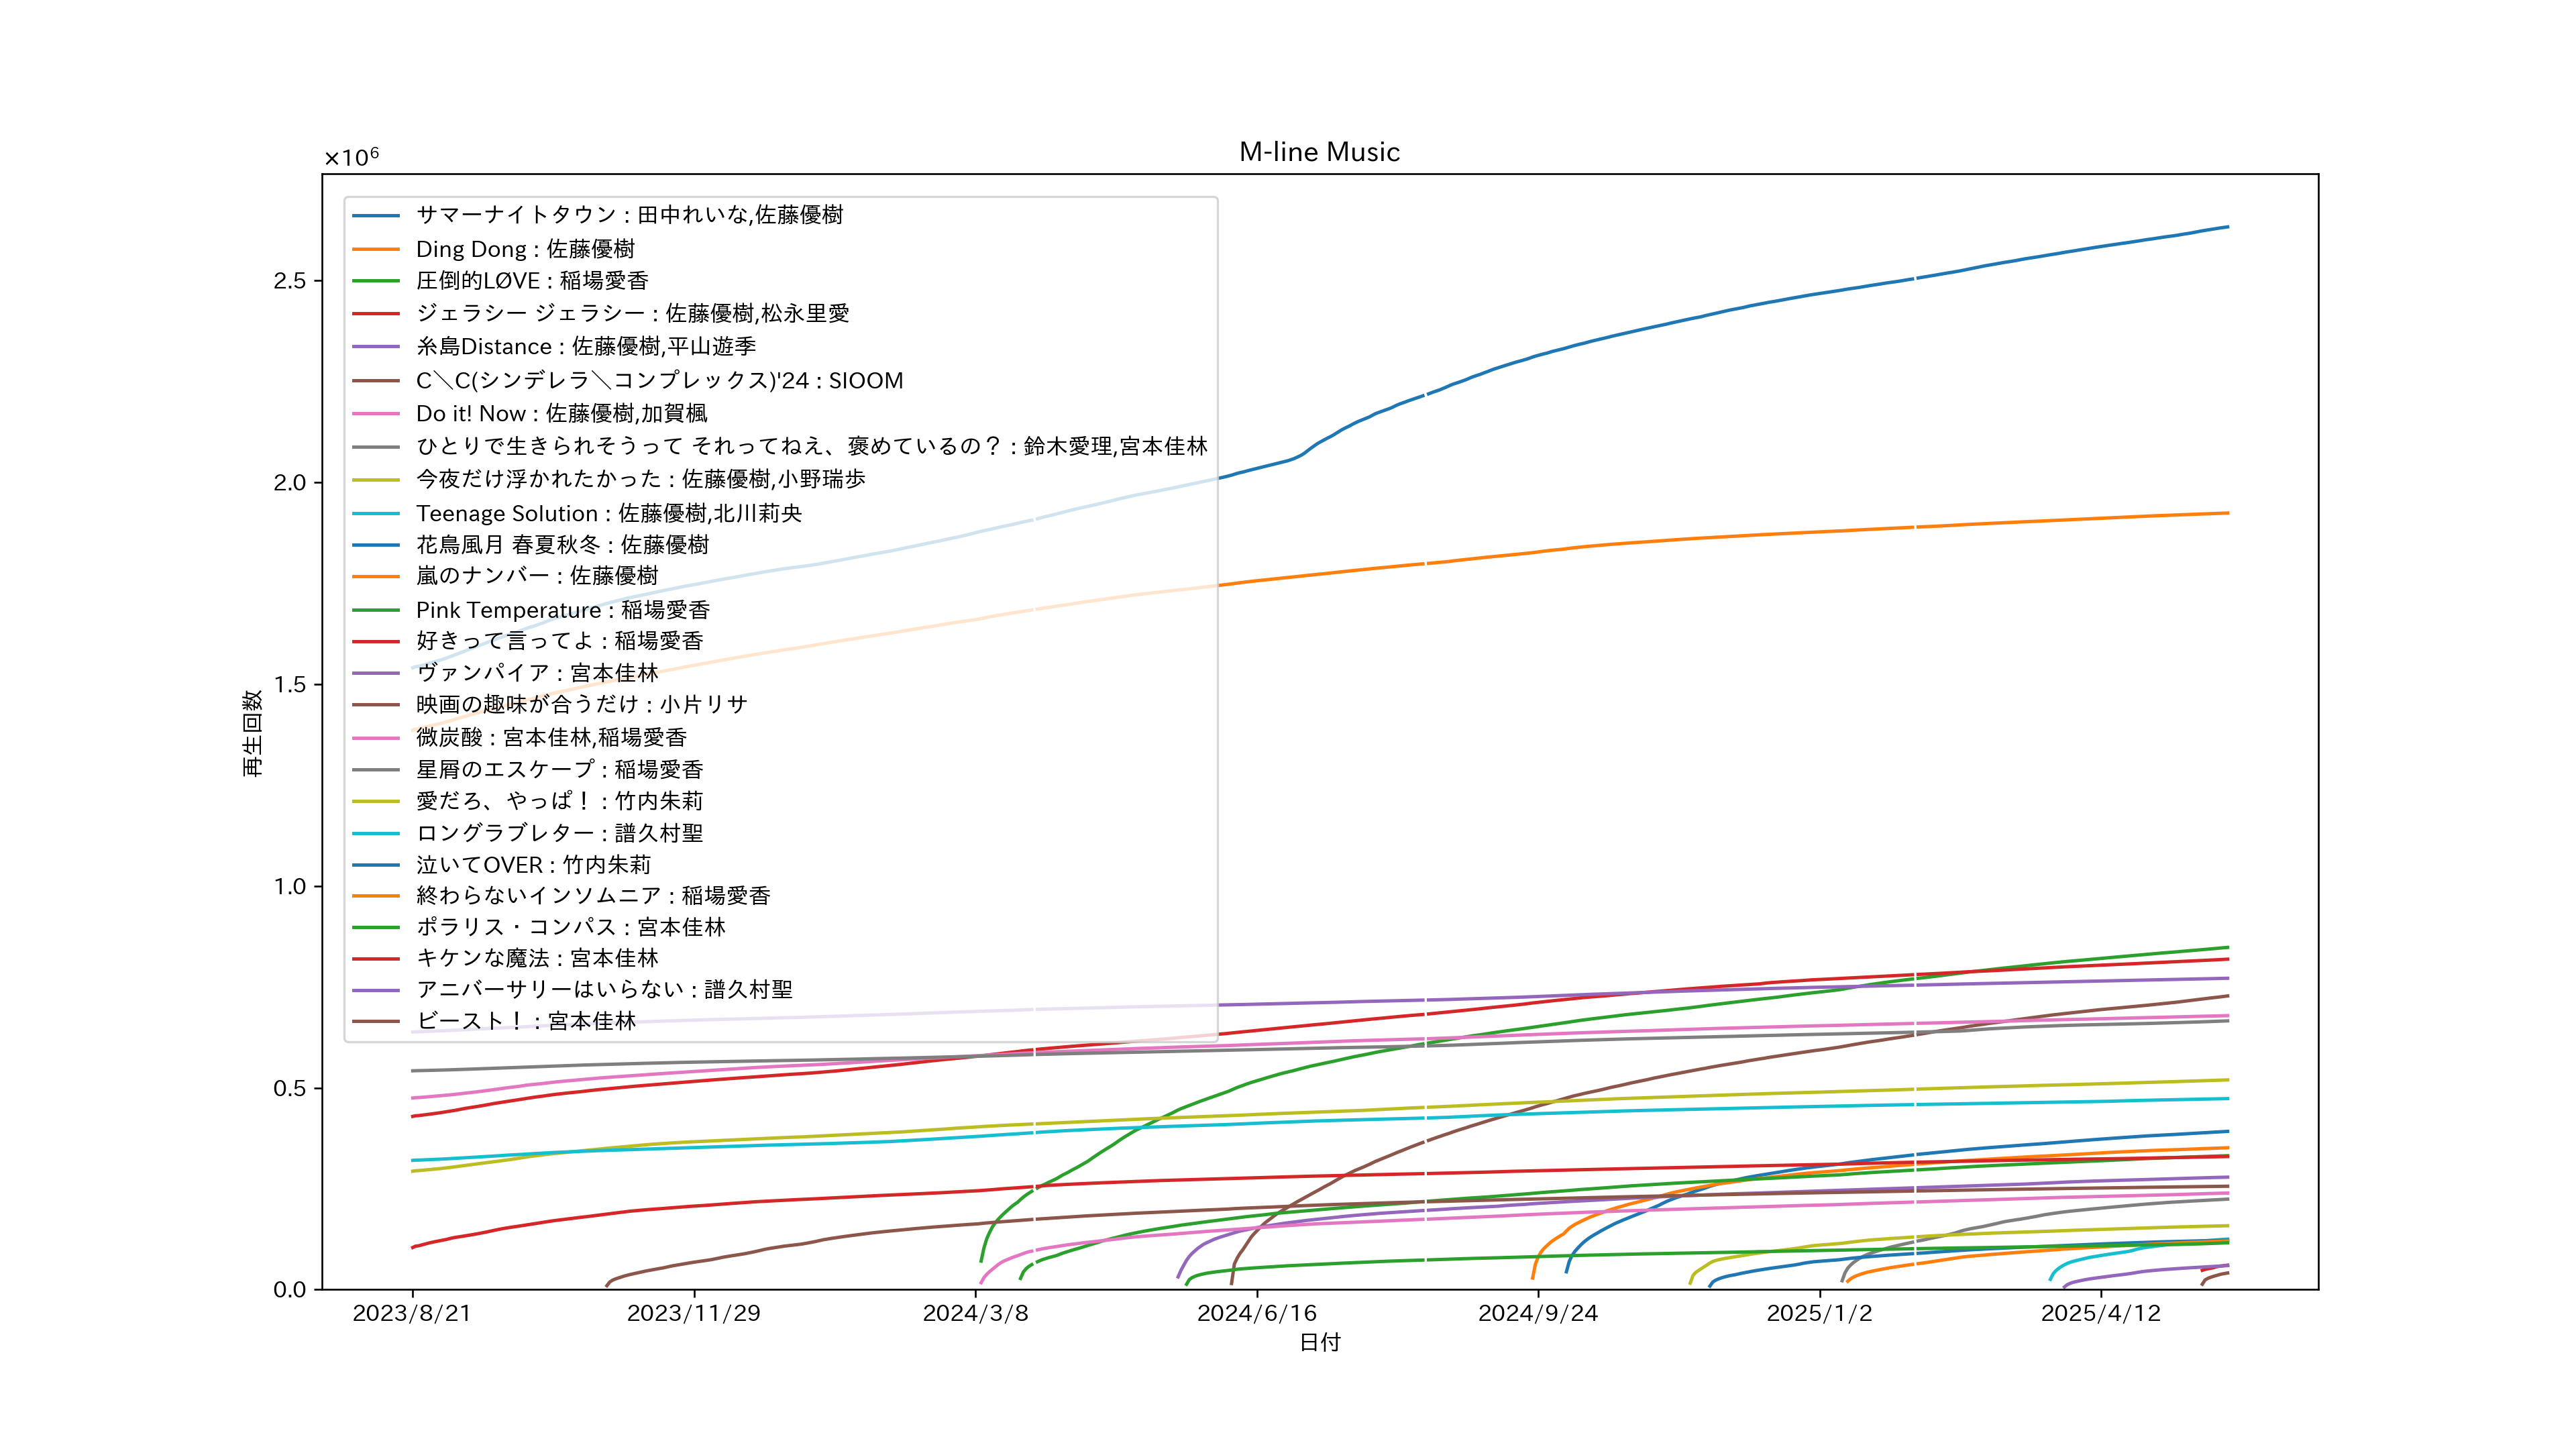 M-line Music
×10⁶
サマーナイトタウン : 田中れいな,佐藤優樹
Ding Dong : 佐藤優樹
圧倒的LØVE : 稲場愛香
ジェラシー ジェラシー : 佐藤優樹,松永里愛
糸島Distance : 佐藤優樹,平山遊季
C＼C(シンデレラ＼コンプレックス)'24 : SIOOM
Do it! Now : 佐藤優樹,加賀楓
ひとりで生きられそうって それってねえ、褒めているの？ : 鈴木愛理,宮本佳林
今夜だけ浮かれたかった : 佐藤優樹,小野瑞歩
Teenage Solution : 佐藤優樹,北川莉央
花鳥風月 春夏秋冬 : 佐藤優樹
嵐のナンバー : 佐藤優樹
Pink Temperature : 稲場愛香
好きって言ってよ : 稲場愛香
ヴァンパイア : 宮本佳林
映画の趣味が合うだけ : 小片リサ
微炭酸 : 宮本佳林,稲場愛香
星屑のエスケープ : 稲場愛香
愛だろ、やっぱ！ : 竹内朱莉
ロングラブレター : 譜久村聖
泣いてOVER : 竹内朱莉
終わらないインソムニア : 稲場愛香
ポラリス・コンパス : 宮本佳林
キケンな魔法 : 宮本佳林
アニバーサリーはいらない : 譜久村聖
ビースト！ : 宮本佳林
2.5
2.0
1.5
1.0
0.5
0.0
再生回数
2023/8/21
2023/11/29
2024/3/8
2024/6/16
2024/9/24
2025/1/2
2025/4/12
日付